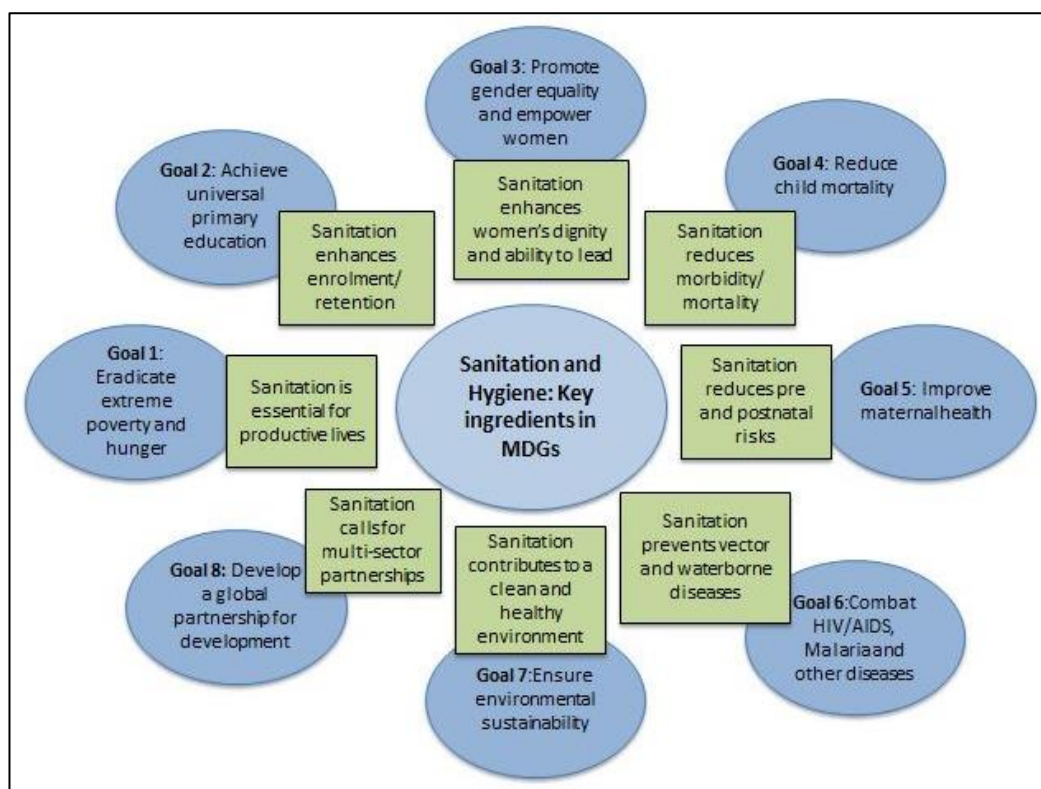 Goal 3: Promote
gender equality
and empower
women
Goal 2: Achieve
universal
primary
education
Goal 4: Reduce
child mortality
Sanitation
enhances
women's dignity
and ability to lead
Sanitation
enhances
enrolment/
retention
Sanitation
reduces
morbidity/
mortality
Goal 1:
Eradicate
extreme
poverty and
hunger
Sanitation is
essential for
productive lives
Sanitation and
Hygiene: Key
ingredients in
MDGs
Sanitation
reduces pre
and postnatal
risks
Goal 5: Improve
maternal health
Sanitation
calls for
multi-sector
partnerships
Sanitation
contributes to a
clean and
healthy
environment
Sanitation
prevents vector
and waterborne
diseases
Goal 8: Develop
a global
partnership for
development
Goal 7:Ensure
environmental
sustainability
Goal 6:Combat
HIV/AIDS,
Malaria and
other diseases